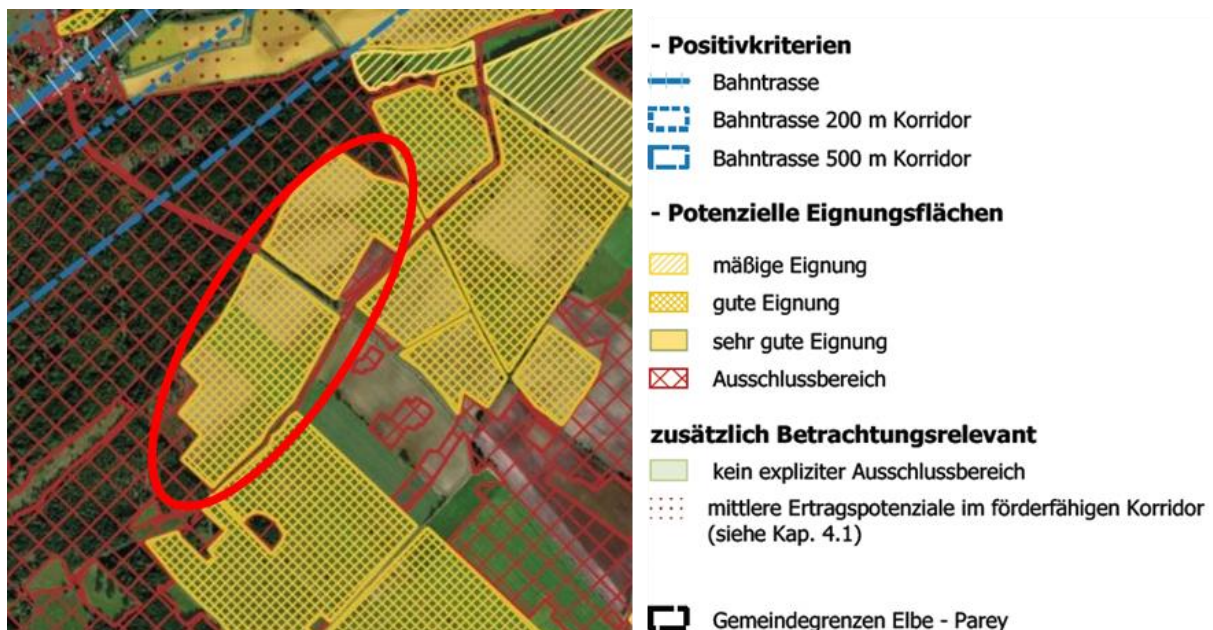 - Positivkriterien
Bahntrasse
Bahntrasse 200 m Korridor
Bahntrasse 500 m Korridor
- Potenzielle Eignungsflächen
mäßige Eignung
gute Eignung
sehr gute Eignung
Ausschlussbereich
zusätzlich Betrachtungsrelevant
kein expliziter Ausschlussbereich
mittlere Ertragspotenziale im förderfähigen Korridor
(siehe Kap. 4.1)
Gemeindegrenzen Elbe - Parey